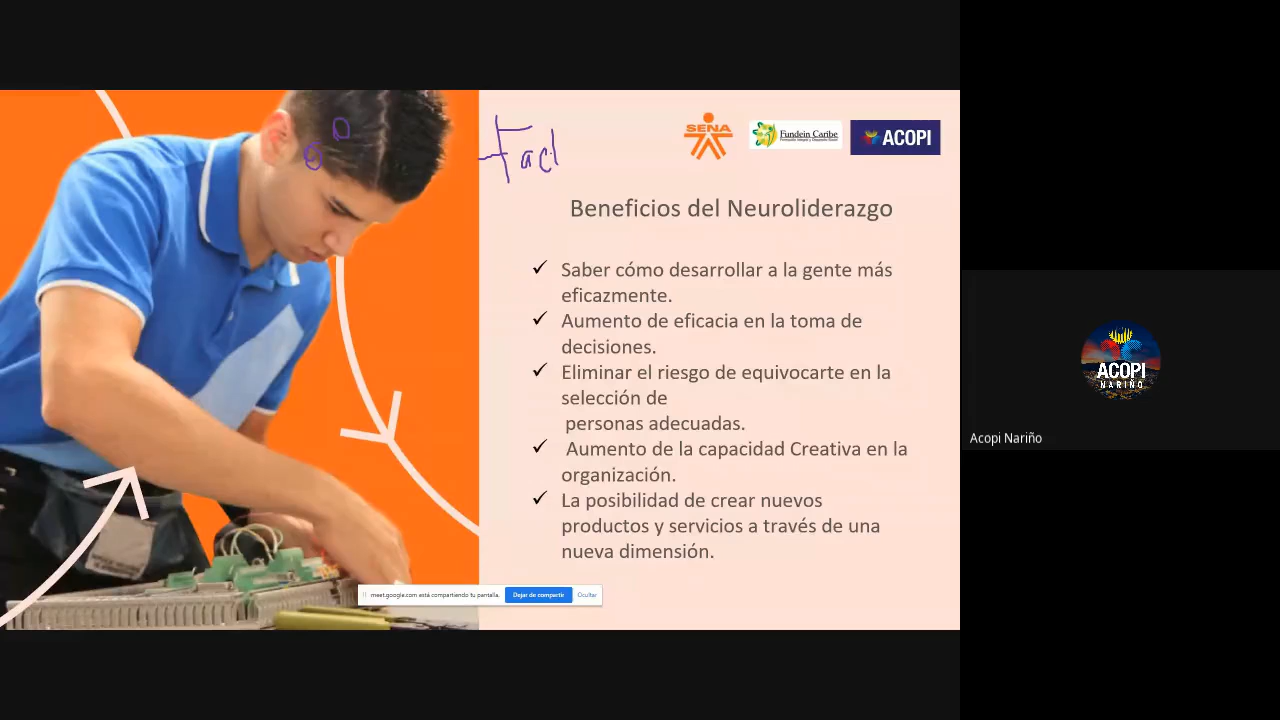 Facl
SENA
Fundein Caribe
ACOPI
Beneficios del Neuroliderazgo
✓ Saber cómo desarrollar a la gente más
eficazmente.
✓ Aumento de eficacia en la toma de
decisiones.
✓ Eliminar el riesgo de equivocarte en la
selección de
personas adecuadas.
✓ Aumento de la capacidad Creativa en la
organización.
✓ La posibilidad de crear nuevos
productos y servicios a través de una
nueva dimensión.
meet.google.com está compartiendo tu pantalla.
Dejar de compartir
Ocultar
ACOPI
NARIÑO
Acopi Nariño